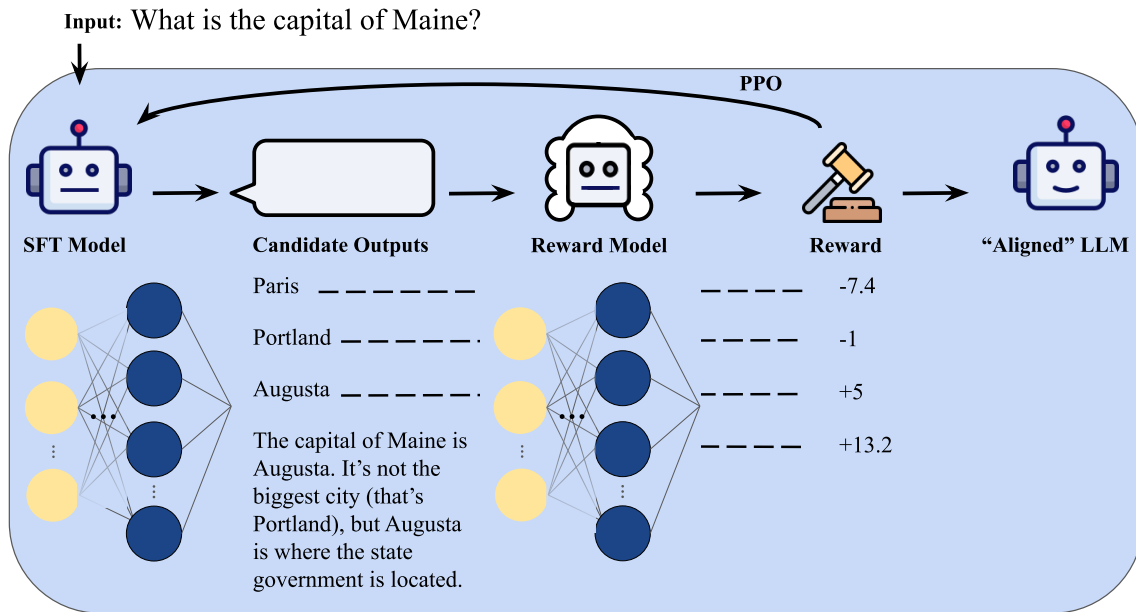 Input: What is the capital of Maine?
PPO
SFT Model
Candidate Outputs
Reward Model
Reward
“Aligned” LLM
Paris
-7.4
Portland
-1
Augusta
+5
The capital of Maine is
Augusta. It’s not the
biggest city (that’s
Portland), but Augusta
is where the state
government is located.
+13.2